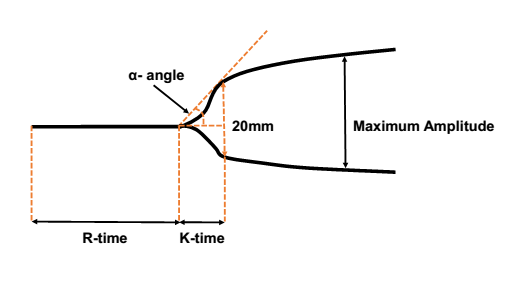 α- angle
20mm
Maximum Amplitude
R-time
K-time